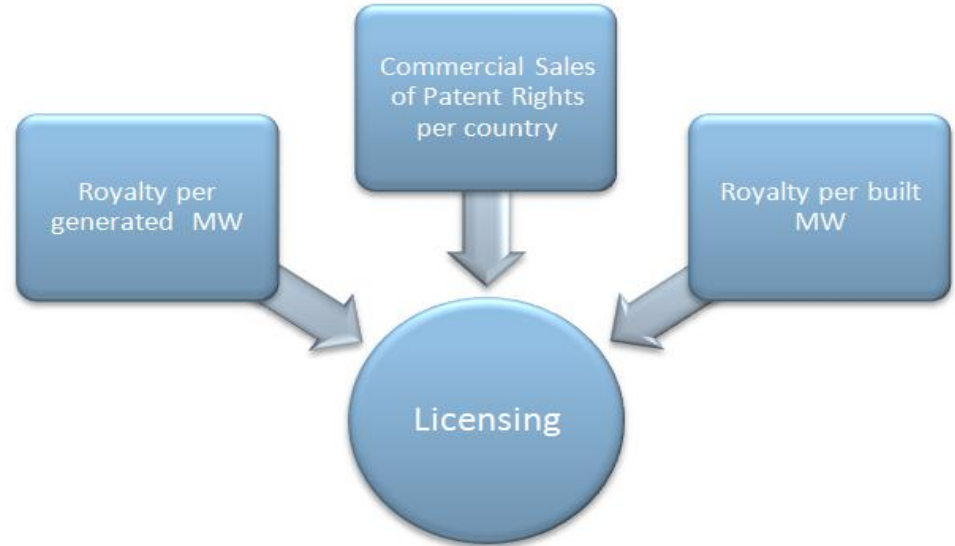 Commercial Sales
of Patent Rights
per country
Royalty per
generated MW
Royalty per built
MW
Licensing